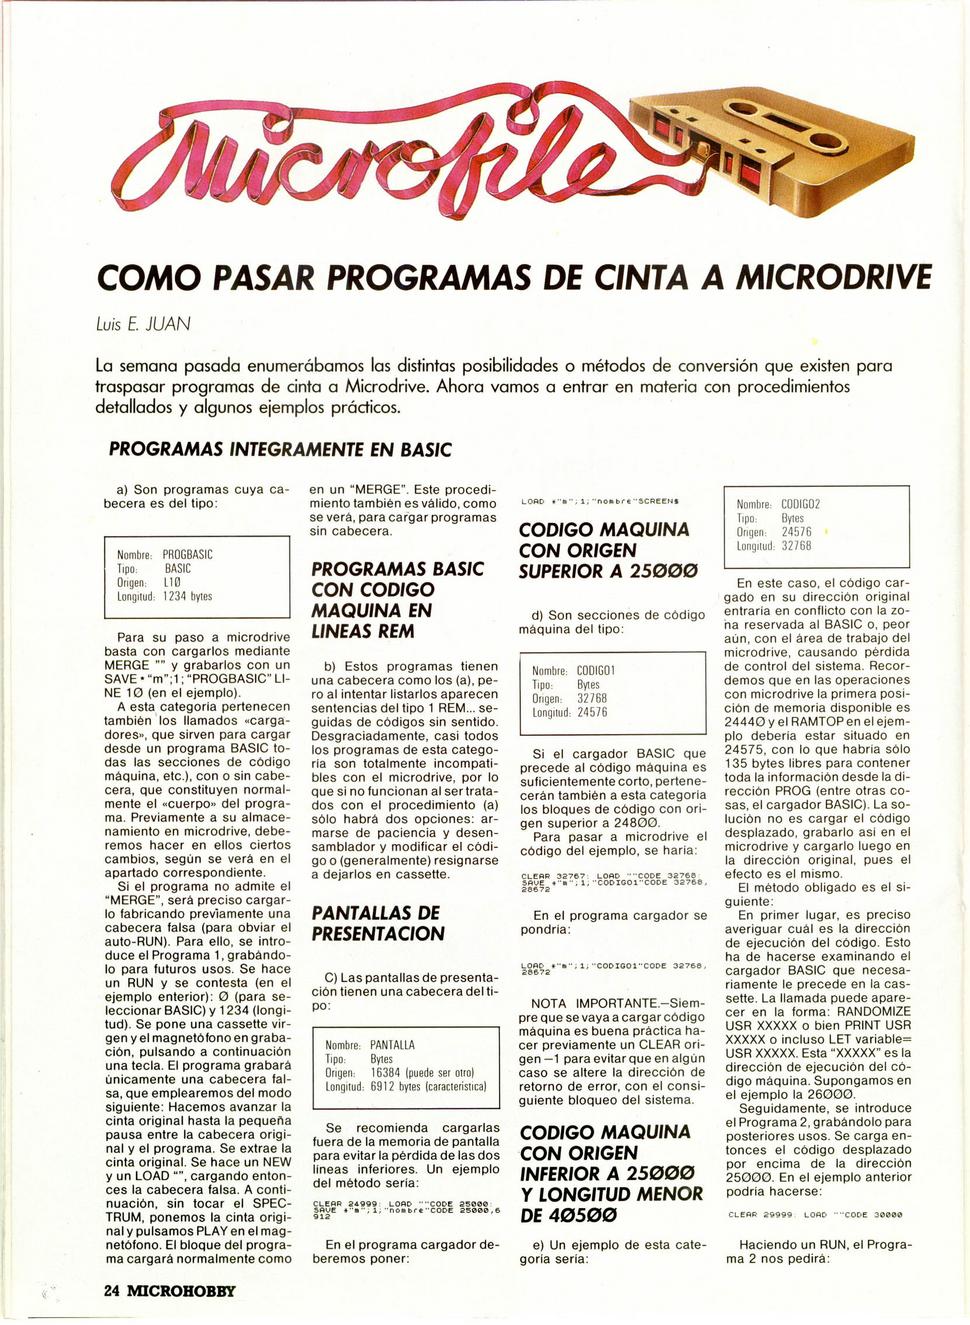 Microfile
COMO PASAR PROGRAMAS DE CINTA A MICRODRIVE
Luis E. JUAN
La semana pasada enumerábamos las distintas posibilidades o métodos de conversión que existen para
traspasar programas de cinta a Microdrive. Ahora vamos a entrar en materia con procedimientos
detallados y algunos ejemplos prácticos.
PROGRAMAS INTEGRAMENTE EN BASIC
a) Son programas cuya ca-
becera es del tipo:
Nombre: PROGBASIC
Tipo: BASIC
Origen: L1Ø
Longitud: 1234 bytes
Para su paso a microdrive
basta con cargarlos mediante
MERGE "" y grabarlos con un
SAVE * "m";1; "PROGBASIC" LI-
NE 1Ø (en el ejemplo).
A esta categoría pertenecen
también los llamados «carga-
dores», que sirven para cargar
desde un programa BASIC to-
das las secciones de código
máquina, etc.), con o sin cabe-
cera, que constituyen normal-
mente el «cuerpo» del progra-
ma. Previamente a su almace-
namiento en microdrive, debe-
remos hacer en ellos ciertos
cambios, según se verá en el
apartado correspondiente.
Si el programa no admite el
"MERGE", será preciso cargar-
lo fabricando previamente una
cabecera falsa (para obviar el
auto-RUN). Para ello, se intro-
duce el Programa 1, grabándo-
lo para futuros usos. Se hace
un RUN y se contesta (en el
ejemplo anterior): Ø (para se-
leccionar BASIC) y 1234 (longi-
tud). Se pone una cassette vir-
gen y el magnetófono en graba-
ción, pulsando a continuación
una tecla. El programa grabará
únicamente una cabecera fal-
sa, que emplearemos del modo
siguiente: Hacemos avanzar la
cinta original hasta la pequeña
pausa entre la cabecera origi-
nal y el programa. Se extrae la
cinta original. Se hace un NEW
y un LOAD "", cargando enton-
ces la cabecera falsa. A conti-
nuación, sin tocar el SPEC-
TRUM, ponemos la cinta origi-
nal y pulsamos PLAY en el mag-
netófono. El bloque del progra-
ma cargará normalmente como
en un "MERGE". Este procedi-
miento también es válido, como
se verá, para cargar programas
sin cabecera.
PROGRAMAS BASIC
CON CODIGO
MAQUINA EN
LINEAS REM
b) Estos programas tienen
una cabecera como los (a), pe-
ro al intentar listarlos aparecen
sentencias del tipo 1 REM... se-
guidas de códigos sin sentido.
Desgraciadamente, casi todos
los programas de esta catego-
ría son totalmente incompati-
bles con el microdrive, por lo
que si no funcionan al ser trata-
dos con el procedimiento (a)
sólo habrá dos opciones: ar-
marse de paciencia y desen-
samblador y modificar el códi-
go o (generalmente) resignarse
a dejarlos en cassette.
PANTALLAS DE
PRESENTACION
C) Las pantallas de presenta-
ción tienen una cabecera del ti-
po:
Nombre: PANTALLA
Tipo: Bytes
Origen: 16384 (puede ser otro)
Longitud: 6912 bytes (característica)
Se recomienda cargarlas
fuera de la memoria de pantalla
para evitar la pérdida de las dos
líneas inferiores. Un ejemplo
del método sería:
CLEAR 24999: LOAD ""CODE 25000:
SAVE *"m";1;"nombre"CODE 25000,6
912
En el programa cargador de-
beremos poner:
LOAD *"m";1;"nombre"SCREEN$
CODIGO MAQUINA
CON ORIGEN
SUPERIOR A 25ØØØ
d) Son secciones de código
máquina del tipo:
Nombre: CODIGO1
Tipo: Bytes
Origen: 32768
Longitud: 24576
Si el cargador BASIC que
precede al código máquina es
suficientemente corto, pertene-
cerán también a esta categoría
los bloques de código con ori-
gen superior a 248ØØ.
Para pasar a microdrive el
código del ejemplo, se haría:
CLEAR 32767: LOAD ""CODE 32768:
SAVE *"m";1;"CODIGO1"CODE 32768,
28672
En el programa cargador se
pondría:
LOAD *"m";1;"CODIGO1"CODE 32768,
28672
NOTA IMPORTANTE.—Siem-
pre que se vaya a cargar código
máquina es buena práctica ha-
cer previamente un CLEAR ori-
gen —1 para evitar que en algún
caso se altere la dirección de
retorno de error, con el consi-
guiente bloqueo del sistema.
CODIGO MAQUINA
CON ORIGEN
INFERIOR A 25ØØØ
Y LONGITUD MENOR
DE 4Ø5ØØ
e) Un ejemplo de esta cate-
goría sería:
Nombre: CODIGO2
Tipo: Bytes
Origen: 24576
Longitud: 32768
En este caso, el código car-
gado en su dirección original
entraría en conflicto con la zo-
na reservada al BASIC o, peor
aún, con el área de trabajo del
microdrive, causando pérdida
de control del sistema. Recor-
demos que en las operaciones
con microdrive la primera posi-
ción de memoria disponible es
2444Ø y el RAMTOP en el ejem-
plo debería estar situado en
24575, con lo que habría sólo
135 bytes libres para contener
toda la información desde la di-
rección PROG (entre otras co-
sas, el cargador BASIC). La so-
lución no es cargar el código
desplazado, grabarlo así en el
microdrive y cargarlo luego en
la dirección original, pues el
efecto es el mismo.
El método obligado es el si-
guiente:
En primer lugar, es preciso
averiguar cuál es la dirección
de ejecución del código. Esto
ha de hacerse examinando el
cargador BASIC que necesa-
riamente le precede en la cas-
sette. La llamada puede apare-
cer en la forma: RANDOMIZE
USR XXXXX o bien PRINT USR
XXXXX o incluso LET variable=
USR XXXXX. Esta "XXXXX" es la
dirección de ejecución del có-
digo máquina. Supongamos en
el ejemplo la 26ØØØ.
Seguidamente, se introduce
el Programa 2, grabándolo para
posteriores usos. Se carga en-
tonces el código desplazado
por encima de la dirección
25ØØØ. En el ejemplo anterior
podría hacerse:
CLEAR 29999: LOAD ""CODE 30000
Haciendo un RUN, el Progra-
ma 2 nos pedirá:
24 MICROHOBBY